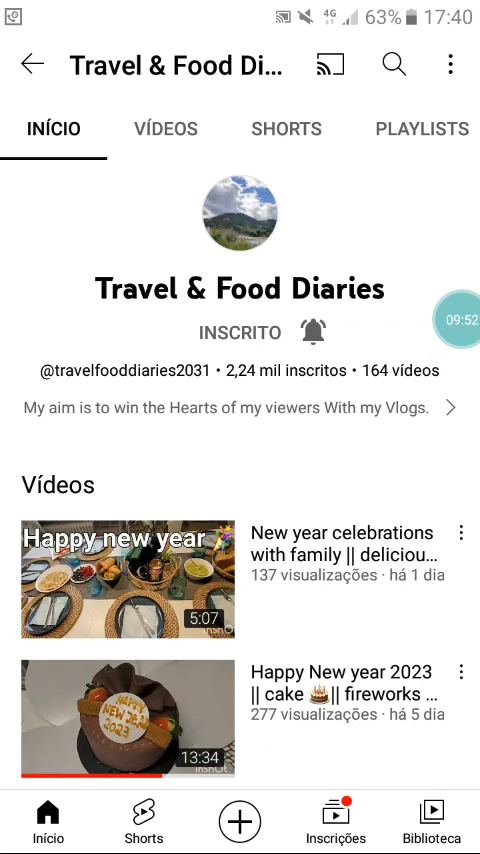 4G 63% 17:40
Travel & Food Di...
INÍCIO VÍDEOS SHORTS PLAYLISTS
Travel & Food Diaries
INSCRITO
09:52
@travelfooddiaries2031 • 2,24 mil inscritos • 164 vídeos
My aim is to win the Hearts of my viewers With my Vlogs.
Vídeos
Happy new year
5:07
InShOt
New year celebrations
with family || deliciou...
137 visualizações · há 1 dia
HAPPY
NEW YEAR
2023
13:34
InShOt
Happy New year 2023
|| cake 🎂|| fireworks ...
277 visualizações · há 5 dia
Início Shorts Inscrições Biblioteca